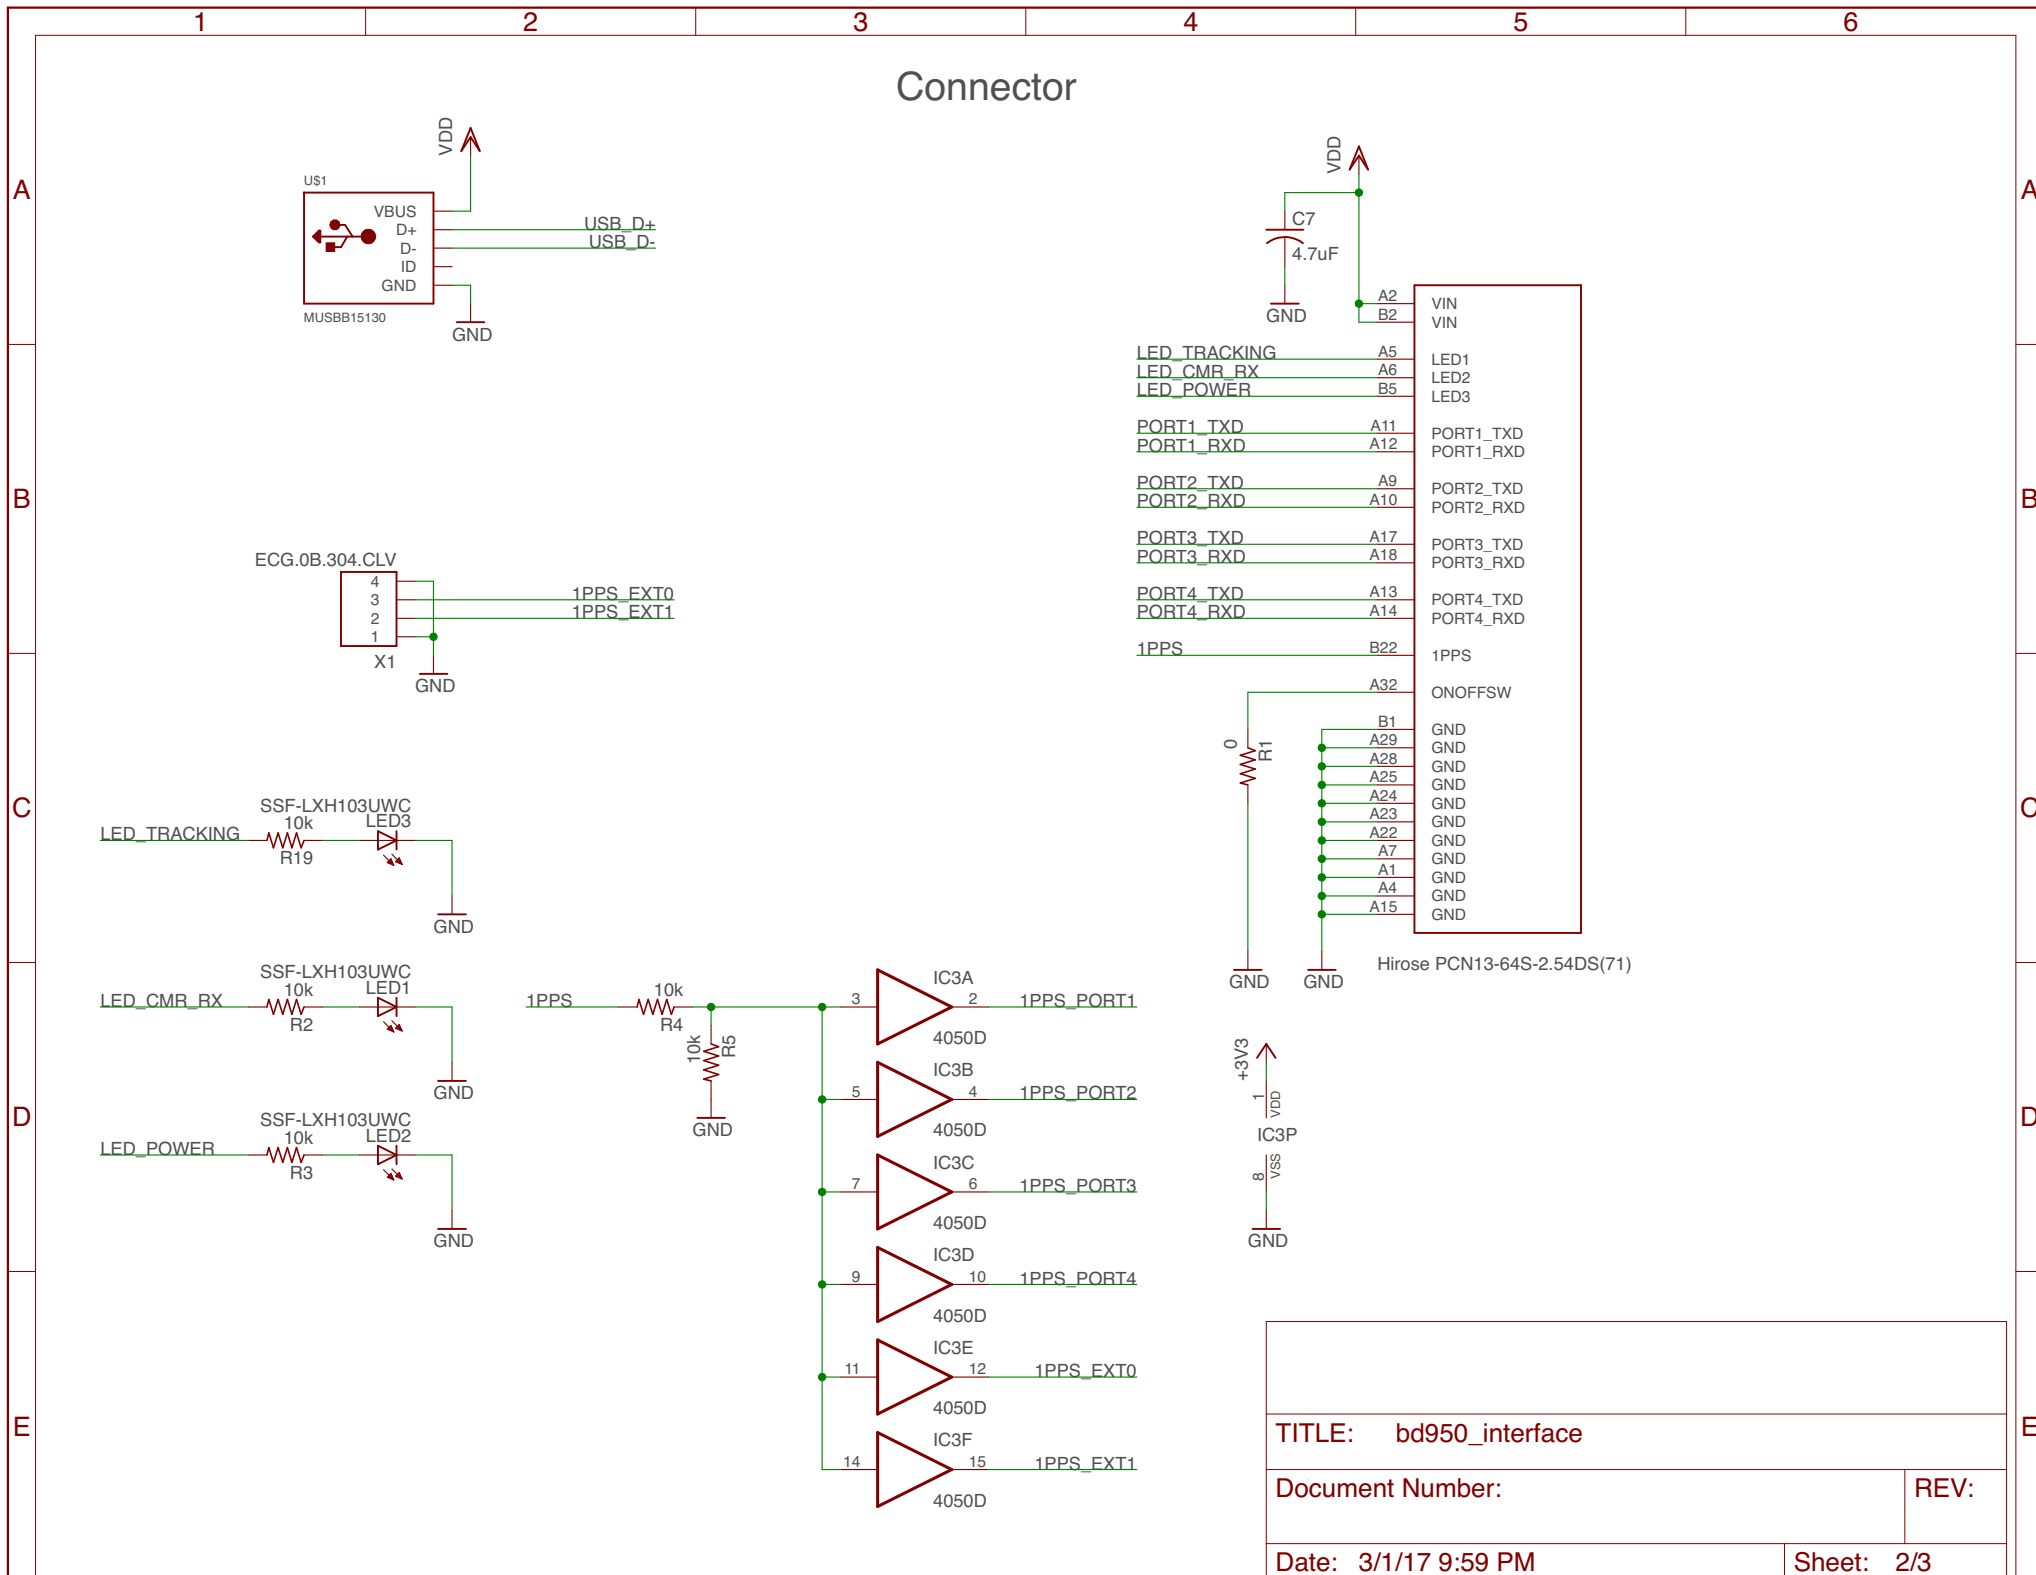 1 2 3 4 5 6
Connector
A
A
VDD
U$1
VBUS
D+
D-
ID
GND
MUSBB15130
USB_D+
USB_D-
GND
VDD
C7
4.7uF
GND
A2 VIN
B2 VIN
LED_TRACKING A5 LED1
LED_CMR_RX A6 LED2
LED_POWER B5 LED3
PORT1_TXD A11 PORT1_TXD
PORT1_RXD A12 PORT1_RXD
B
B
PORT2_TXD A9 PORT2_TXD
PORT2_RXD A10 PORT2_RXD
PORT3_TXD A17 PORT3_TXD
PORT3_RXD A18 PORT3_RXD
PORT4_TXD A13 PORT4_TXD
PORT4_RXD A14 PORT4_RXD
1PPS B22 1PPS
A32 ONOFFSW
B1 GND
A29 GND
A28 GND
A25 GND
A24 GND
A23 GND
A22 GND
A7 GND
A1 GND
A4 GND
A15 GND
0
R1
GND
GND
Hirose PCN13-64S-2.54DS(71)
ECG.0B.304.CLV
4
3 1PPS_EXT0
2 1PPS_EXT1
1
X1
GND
C
C
SSF-LXH103UWC
10k LED3
LED_TRACKING
R19
GND
SSF-LXH103UWC
10k LED1
LED_CMR_RX
R2
GND
D
D
SSF-LXH103UWC
10k LED2
LED_POWER
R3
GND
1PPS
10k
R4
10k
R5
GND
IC3A
3 2 1PPS_PORT1
4050D
IC3B
5 4 1PPS_PORT2
4050D
IC3C
7 6 1PPS_PORT3
4050D
IC3D
9 10 1PPS_PORT4
4050D
IC3E
11 12 1PPS_EXT0
4050D
IC3F
14 15 1PPS_EXT1
4050D
+3V3
1
VDD
IC3P
8
VSS
GND
E
E
TITLE: bd950_interface
Document Number:
REV:
Date: 3/1/17 9:59 PM
Sheet: 2/3